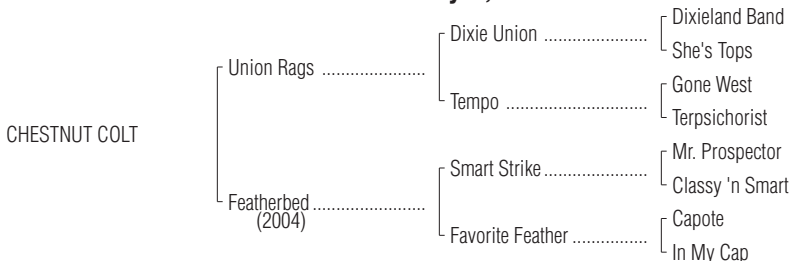 Dixieland Band
Dixie Union ........................
She's Tops
Union Rags ........................
Gone West
Tempo .................................
Terpsichorist
CHESTNUT COLT
Mr. Prospector
Smart Strike........................
Classy 'n Smart
Featherbed ..........................
(2004)
Capote
Favorite Feather .................
In My Cap